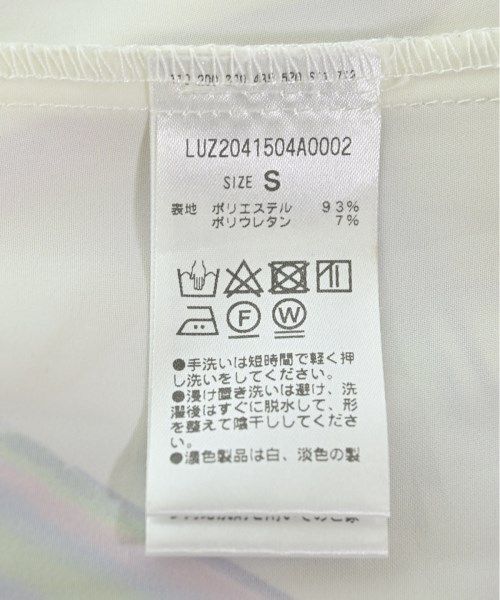 LUZ2041504A0002
SIZE S
表地 ポリエステル 93%
ポリウレタン 7%
F W
●手洗いは短時間で軽く押
し洗いをしてください。
●浸け置き洗いは避け、洗
濯後はすぐに脱水して、形
を整えて陰干ししてくださ
い。
●濃色製品は白、淡色の製